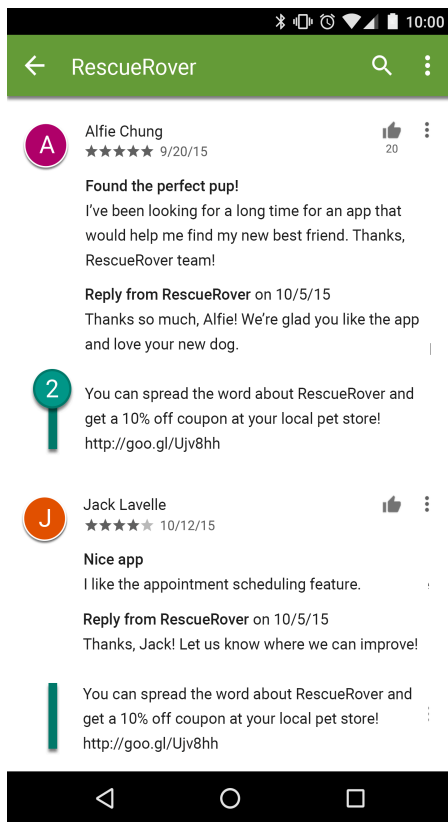 10:00
RescueRover
A
Alfie Chung
9/20/15
20
Found the perfect pup!
I've been looking for a long time for an app that
would help me find my new best friend. Thanks,
RescueRover team!
Reply from RescueRover on 10/5/15
Thanks so much, Alfie! We're glad you like the app
and love your new dog.
2
You can spread the word about RescueRover and
get a 10% off coupon at your local pet store!
http://goo.gl/Ujv8hh
J
Jack Lavelle
10/12/15
Nice app
I like the appointment scheduling feature.
Reply from RescueRover on 10/5/15
Thanks, Jack! Let us know where we can improve!
You can spread the word about RescueRover and
get a 10% off coupon at your local pet store!
http://goo.gl/Ujv8hh